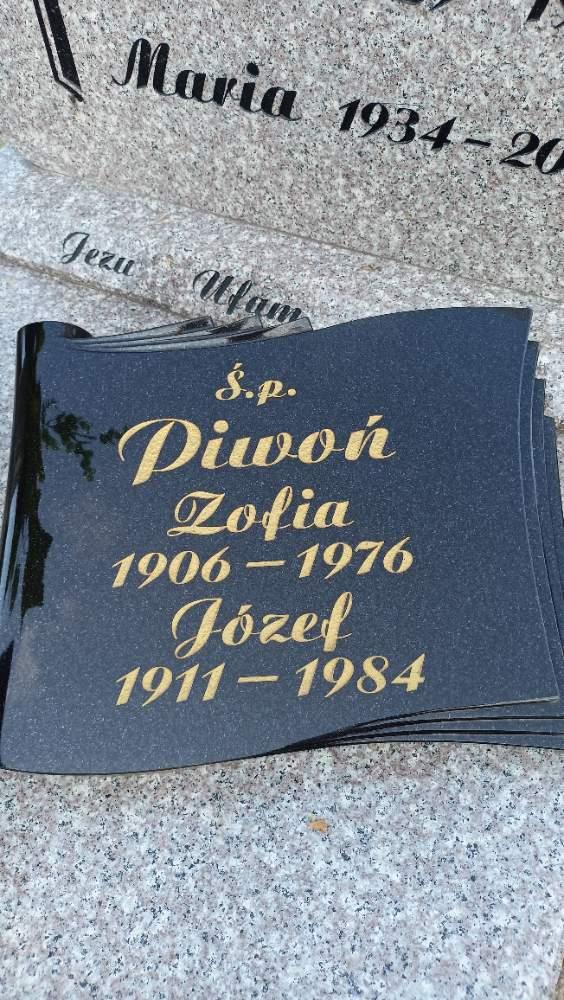 Maria 1934-20
Jezu Ufam
Ś.p.
Piwoń
Zofia
1906 - 1976
Józef
1911 - 1984